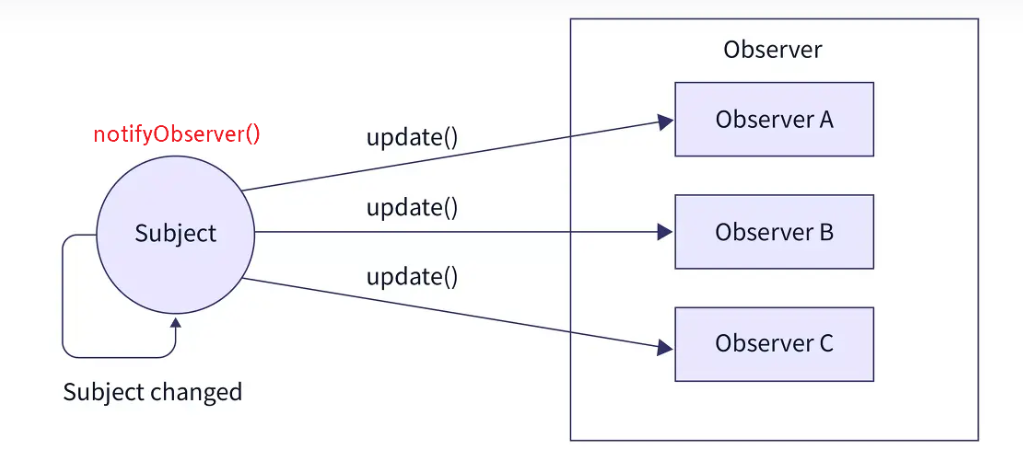 Observer
Observer A
notifyObserver()
update()
update()
Subject
Observer B
update()
Observer C
Subject changed